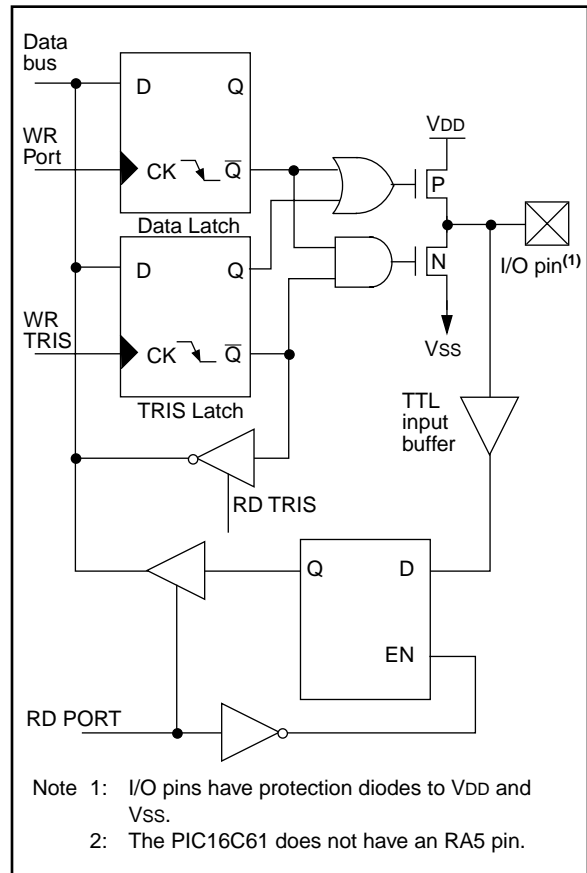 Data
bus
D Q
VDD
WR
Port
CK Q
P
Data Latch
I/O pin(1)
N
D Q
WR
TRIS
CK Q
VSS
TRIS Latch
TTL
input
buffer
RD TRIS
Q D
EN
RD PORT
Note 1: I/O pins have protection diodes to VDD and
VSS.
2: The PIC16C61 does not have an RA5 pin.